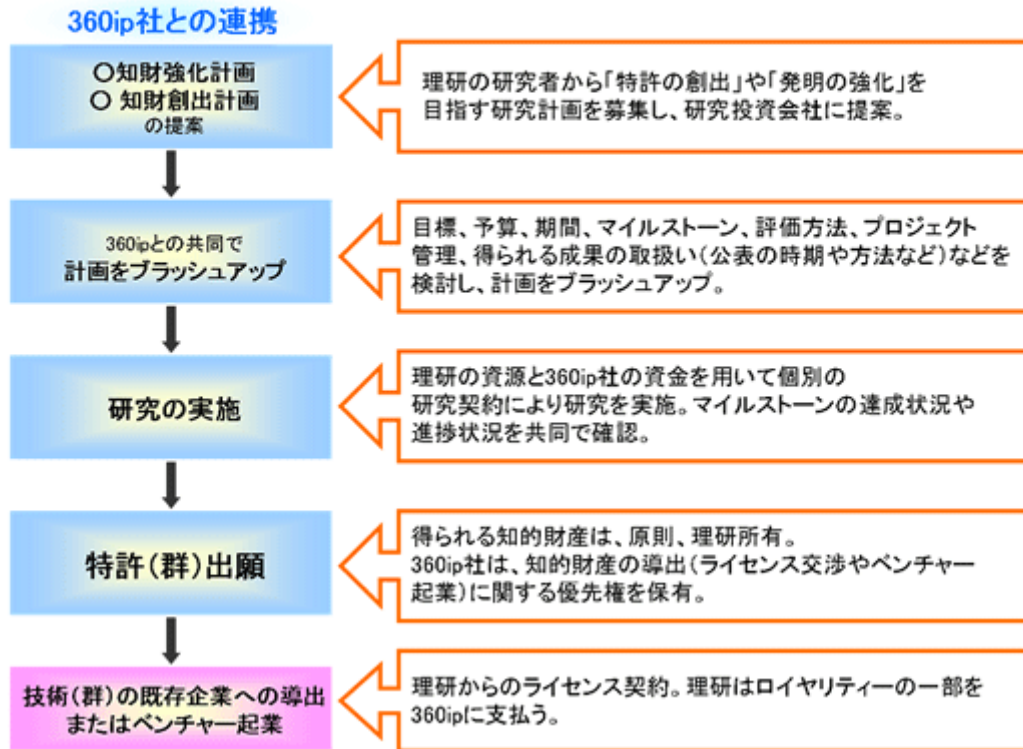 360ip社との連携
○知財強化計画
○ 知財創出計画
の提案
理研の研究者から「特許の創出」や「発明の強化」を
目指す研究計画を募集し、研究投資会社に提案。
360ipとの共同で
計画をブラッシュアップ
目標、予算、期間、マイルストーン、評価方法、プロジェクト
管理、得られる成果の取扱い(公表の時期や方法など)などを
検討し、計画をブラッシュアップ。
研究の実施
理研の資源と360ip社の資金を用いて個別の
研究契約により研究を実施。マイルストーンの達成状況や
進捗状況を共同で確認。
特許(群)出願
得られる知的財産は、原則、理研所有。
360ip社は、知的財産の導出(ライセンス交渉やベンチャー
起業)に関する優先権を保有。
技術(群)の既存企業への導出
またはベンチャー起業
理研からのライセンス契約。理研はロイヤリティーの一部を
360ipに支払う。